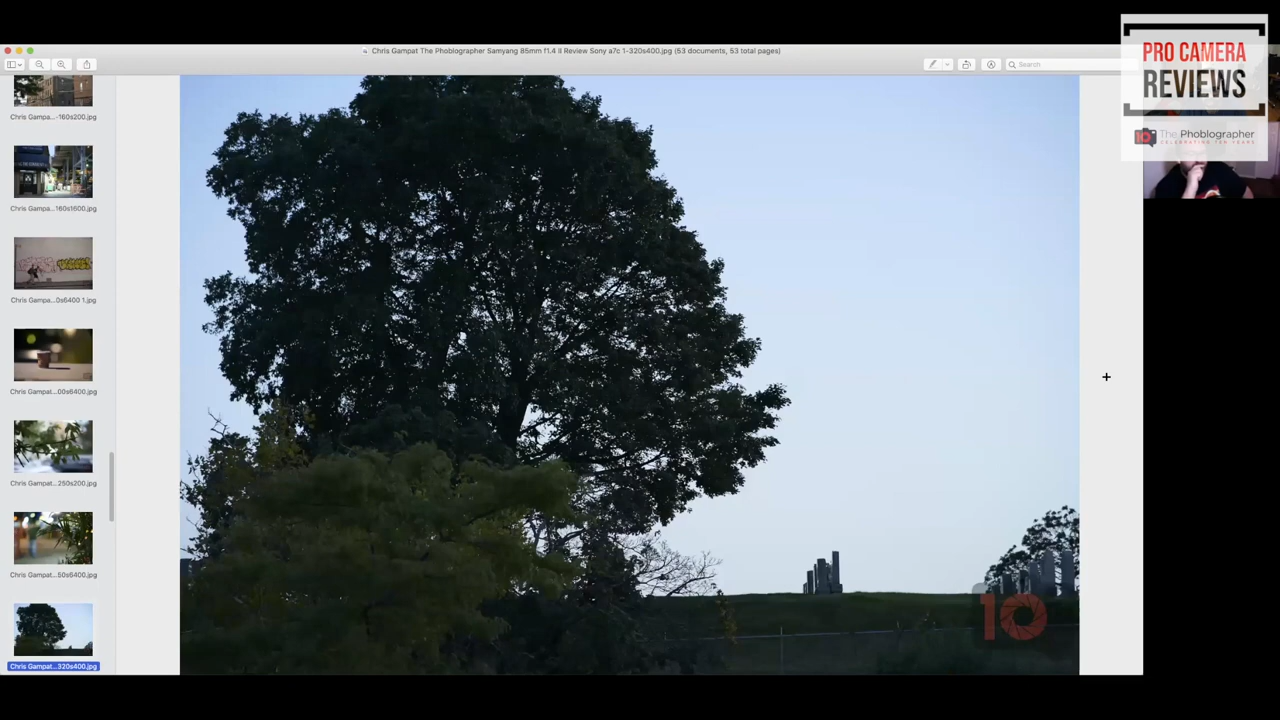 Chris Gampat The Phoblographer Samyang 85mm f1.4 II Review Sony a7c 1-320s400.jpg (53 documents, 53 total pages)
Search
PRO CAMERA
REVIEWS
10 The Phoblographer
CELEBRATING TEN YEARS
Chris Gampa...-160s200.jpg
Chris Gampa...160s1600.jpg
Chris Gampa...0s6400 1.jpg
Chris Gampat...00s6400.jpg
Chris Gampat...250s200.jpg
Chris Gampat...50s6400.jpg
Chris Gampat...320s400.jpg
10